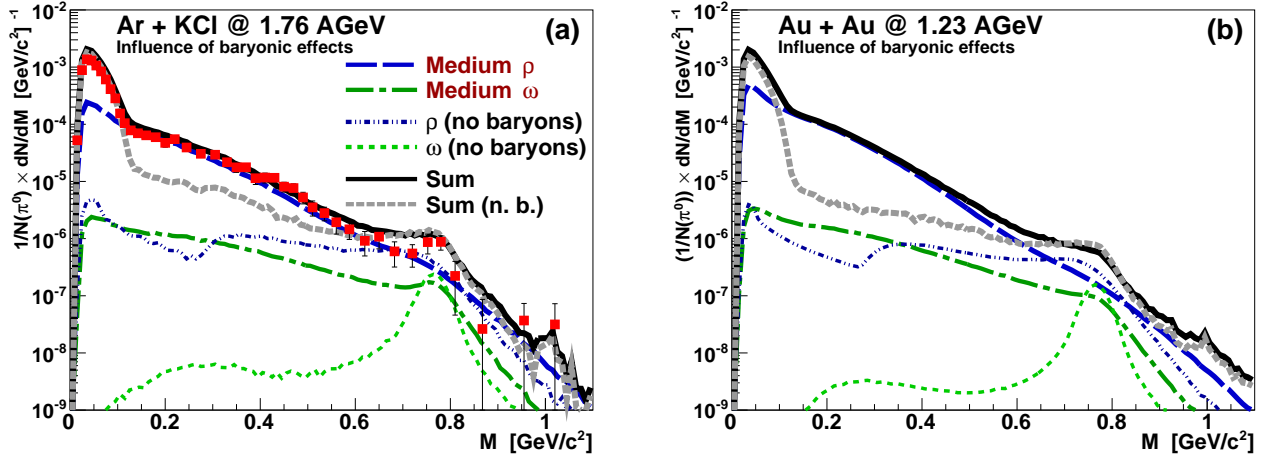 Ar + KCl @ 1.76 AGeV (a)
Influence of baryonic effects
Medium ρ
Medium ω
ρ (no baryons)
ω (no baryons)
Sum
Sum (n. b.)
1/N(π⁰) × dN/dM [GeV/c²] ⁻¹
10⁻²
10⁻³
10⁻⁴
10⁻⁵
10⁻⁶
10⁻⁷
10⁻⁸
10⁻⁹
0 0.2 0.4 0.6 0.8 1
M [GeV/c²]
Au + Au @ 1.23 AGeV (b)
Influence of baryonic effects
(1/N(π⁰)) × dN/dM [GeV/c²] ⁻¹
10⁻²
10⁻³
10⁻⁴
10⁻⁵
10⁻⁶
10⁻⁷
10⁻⁸
10⁻⁹
0 0.2 0.4 0.6 0.8 1
M [GeV/c²]